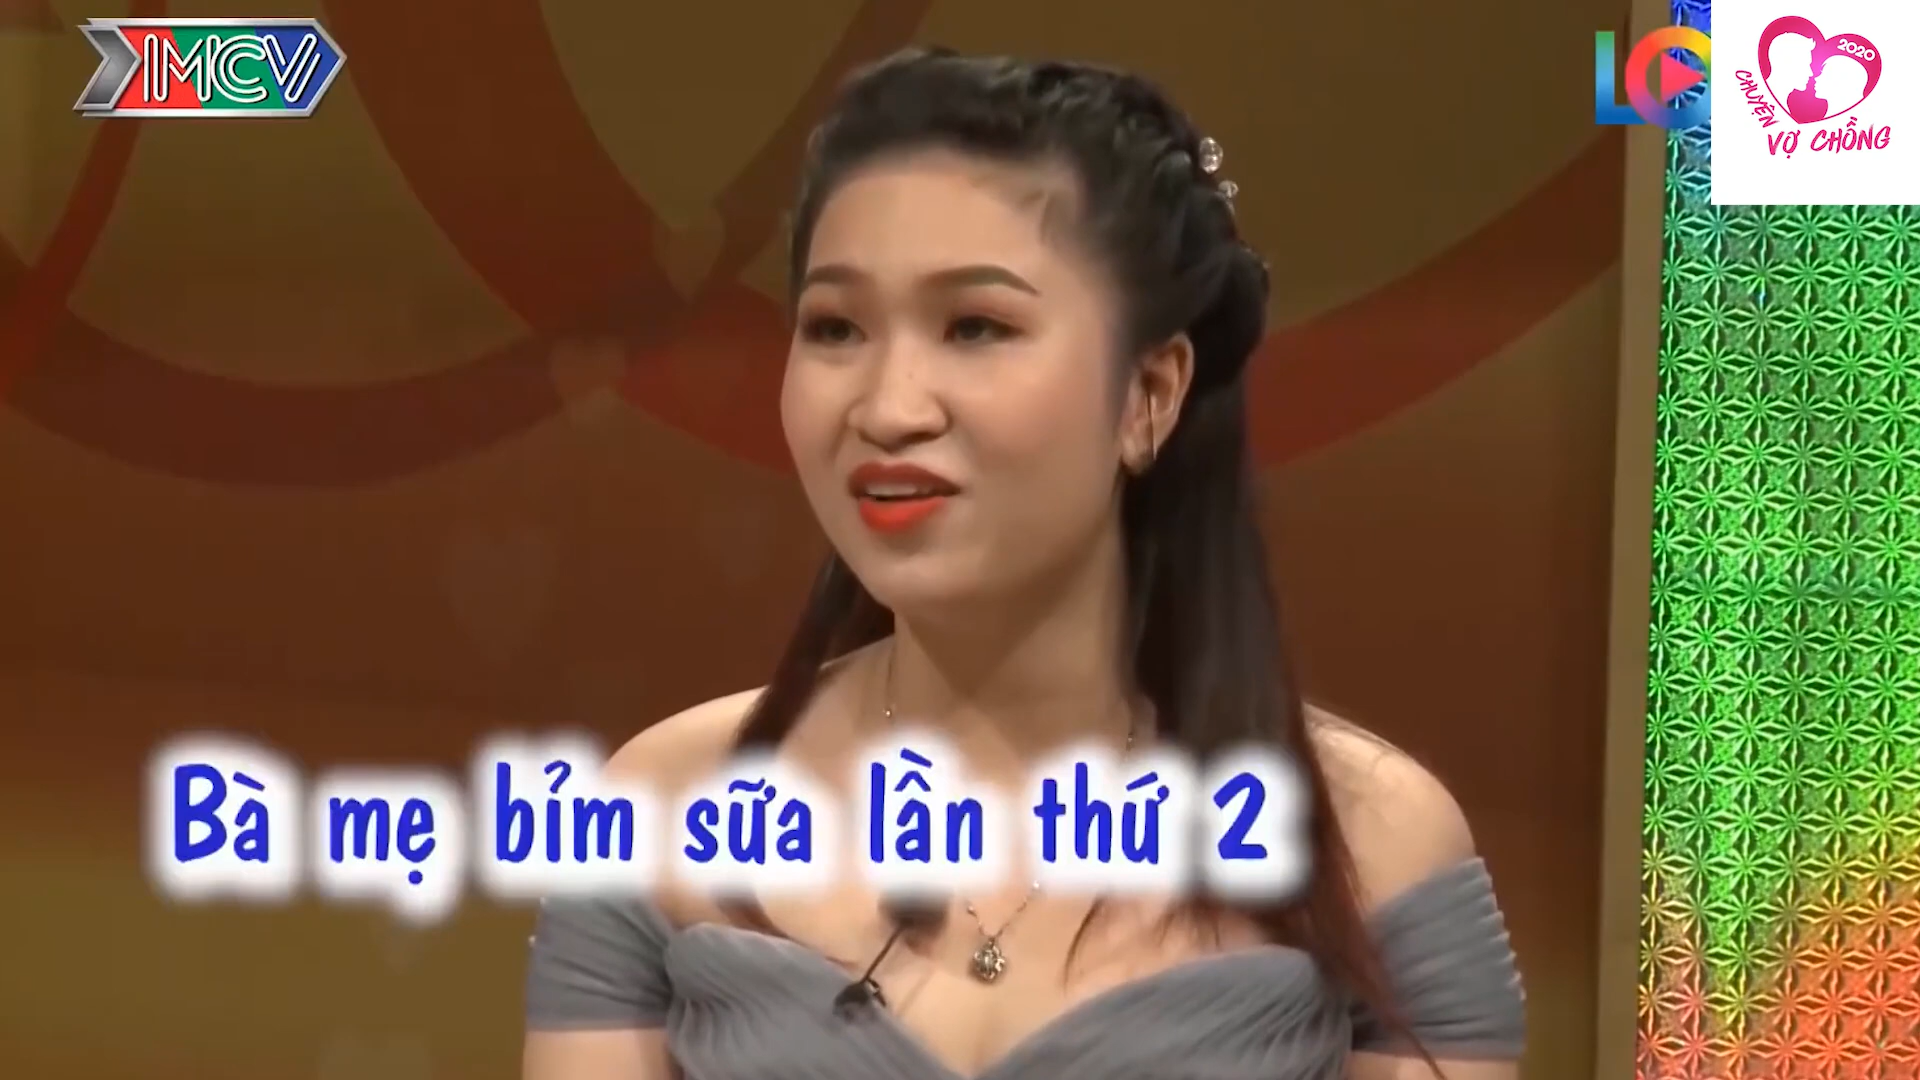 MCV
2020
CHUYỆN
VỢ CHỒNG
Bà mẹ bỉm sữa lần thứ 2